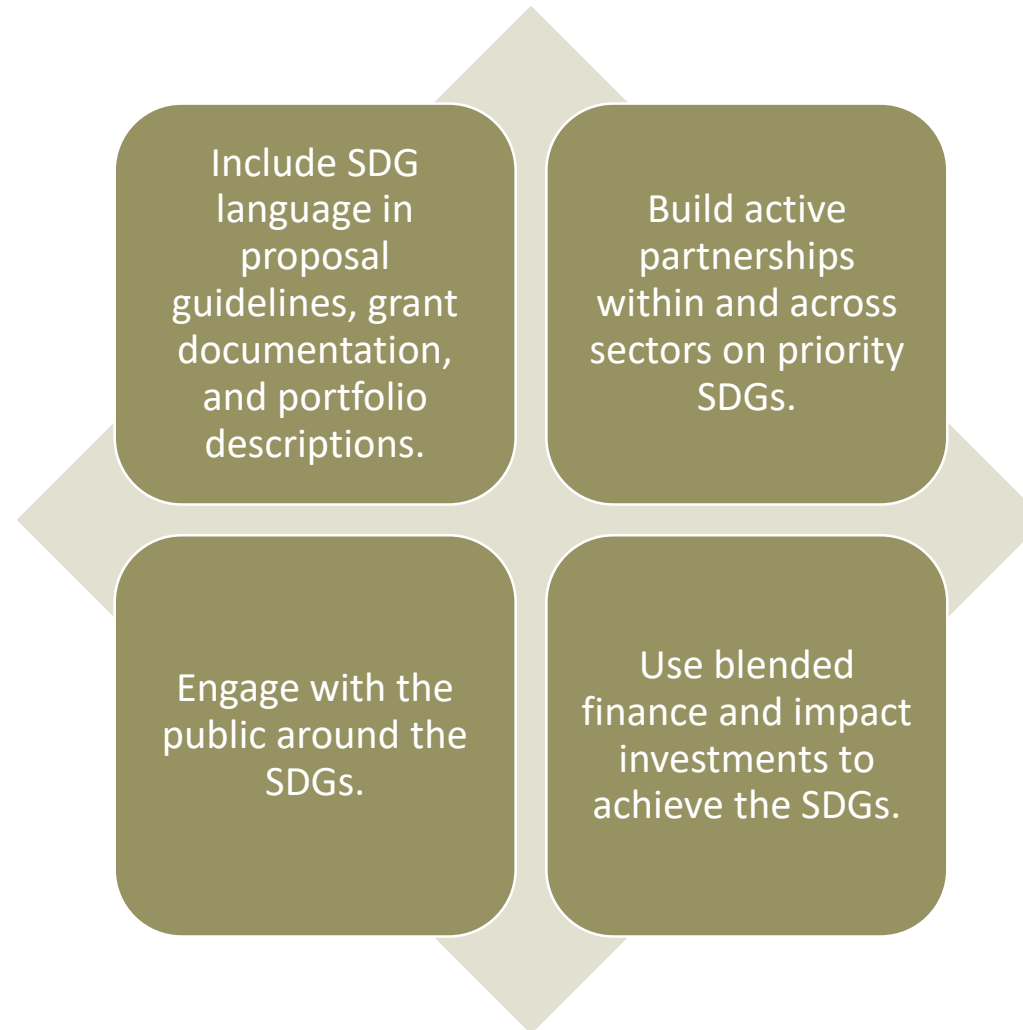 Include SDG
language in
proposal
guidelines, grant
documentation,
and portfolio
descriptions.
Build active
partnerships
within and across
sectors on priority
SDGs.
Engage with the
public around the
SDGs.
Use blended
finance and impact
investments to
achieve the SDGs.